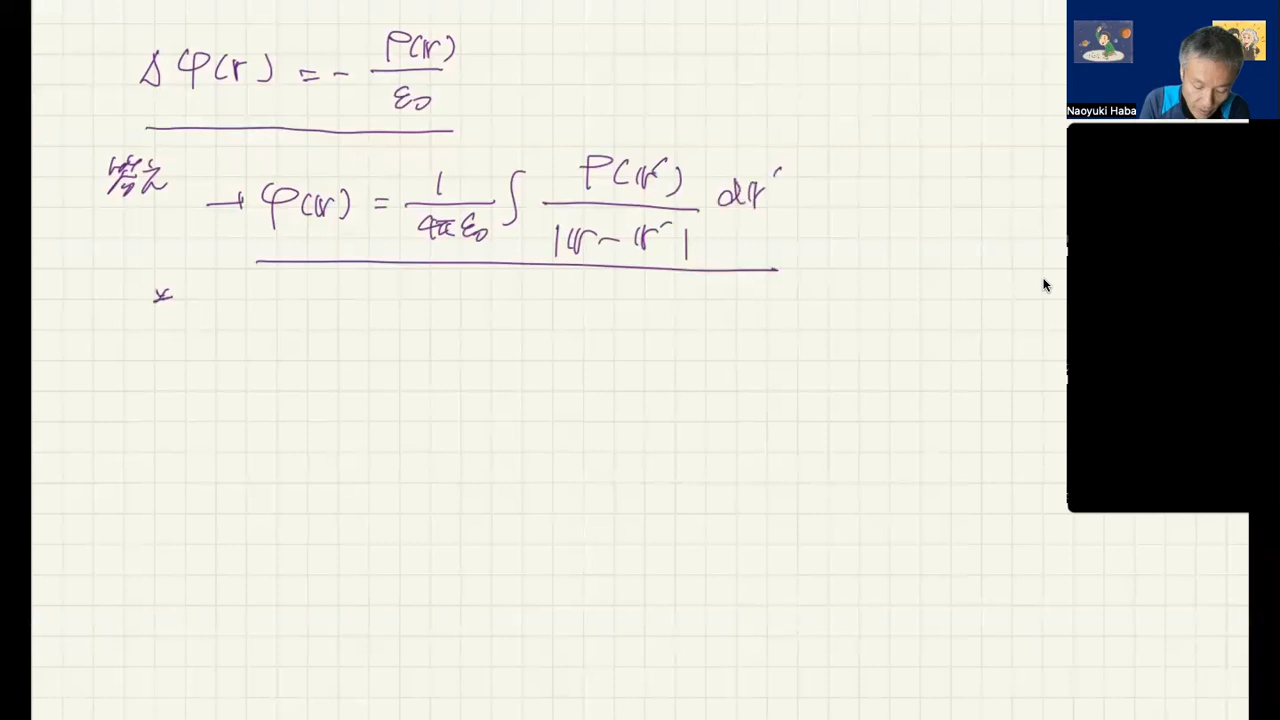 Δφ(r) = - ρ(r)/ε₀
答え → φ(r) = 1/4πε₀ ∫ ρ(r′)/|r - r′| dr′
*
Naoyuki Haba